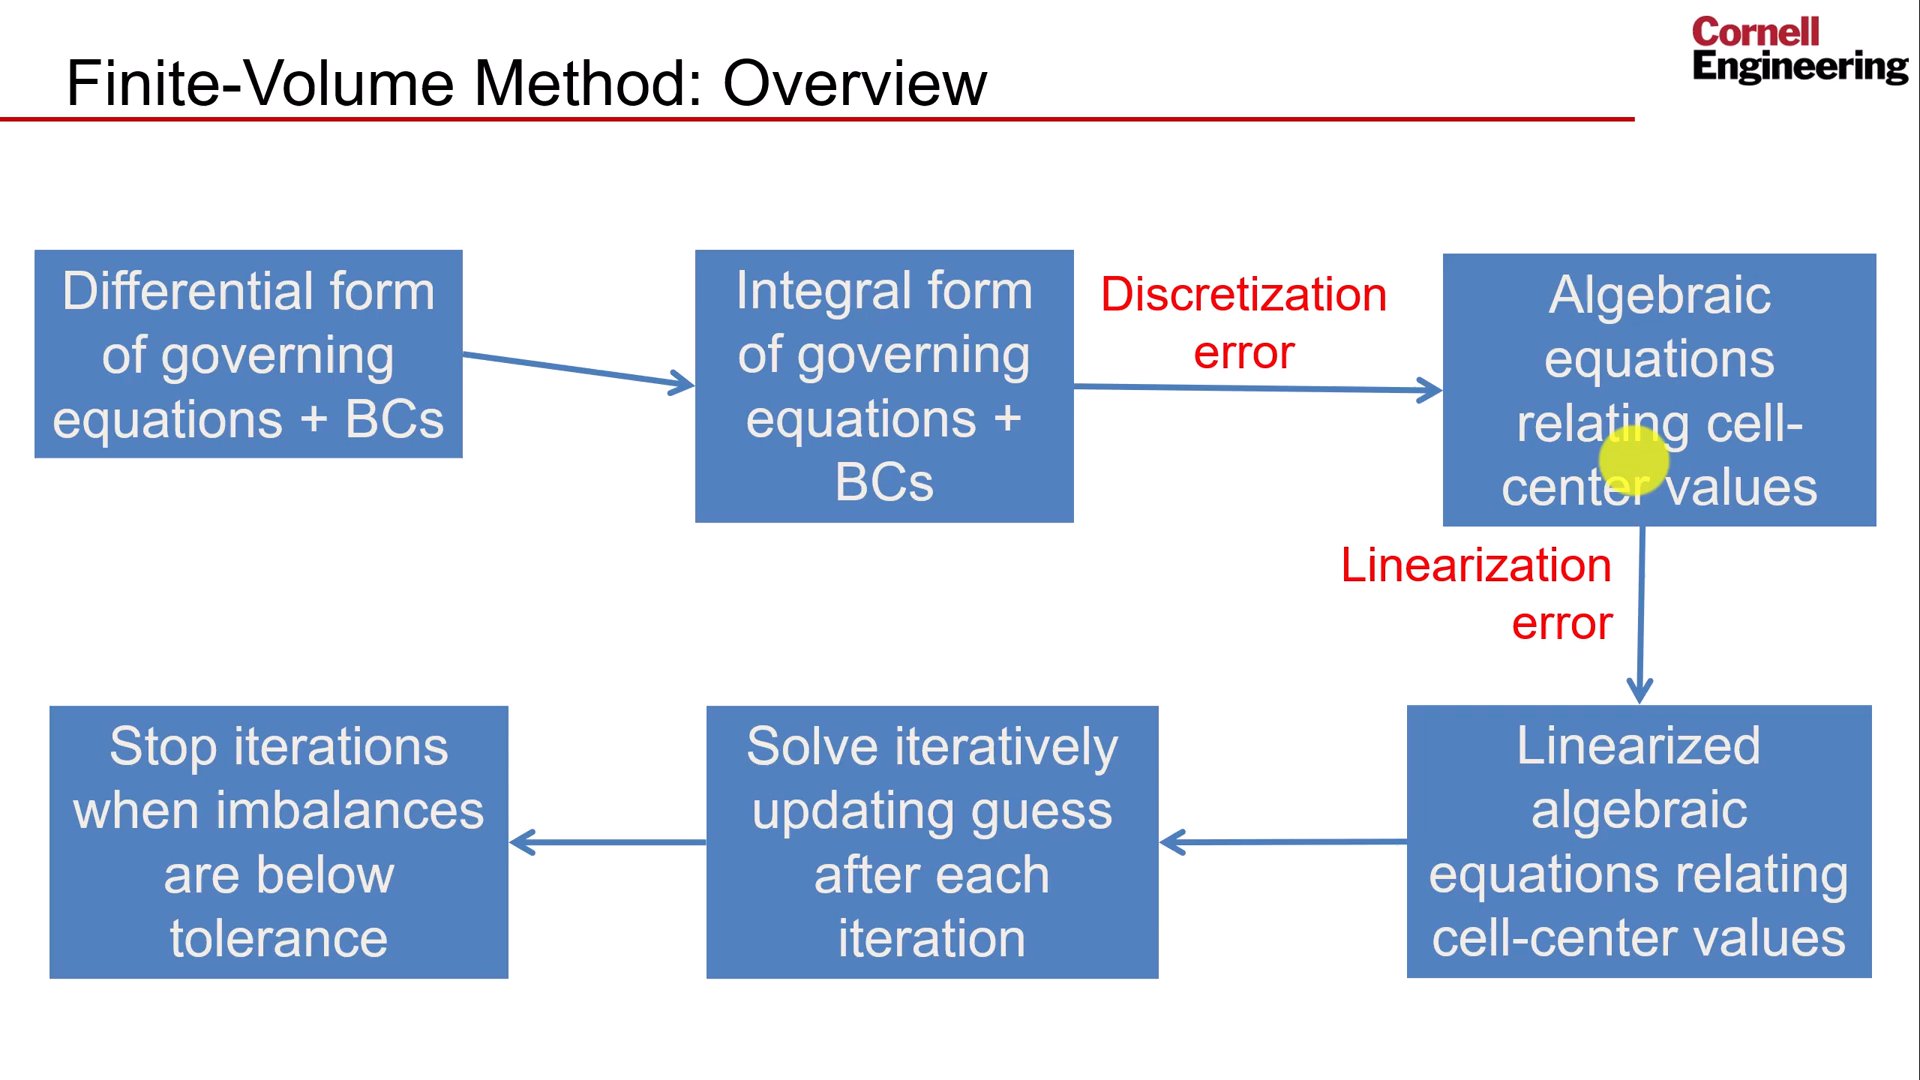 Cornell
Engineering
Finite-Volume Method: Overview
Differential form
of governing
equations + BCs
Integral form
of governing
equations +
BCs
Discretization
error
Algebraic
equations
relating cell-
center values
Linearization
error
Linearized
algebraic
equations relating
cell-center values
Solve iteratively
updating guess
after each
iteration
Stop iterations
when imbalances
are below
tolerance